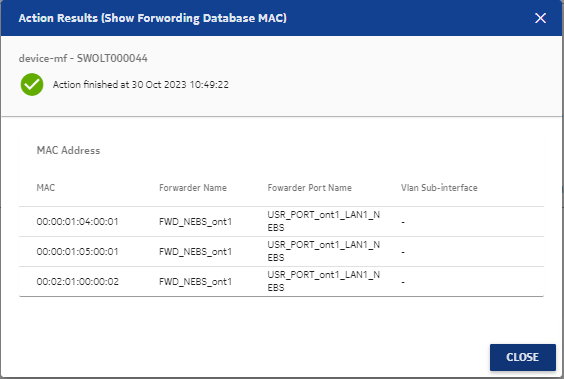 Action Results (Show Forwording Database MAC)
device-mf - SWOLT000044
Action finished at 30 Oct 2023 10:49:22
MAC Address
MAC Forwarder Name Fowarder Port Name Vlan Sub-interface
00:00:01:04:00:01 FWD_NEBS_ont1 USR_PORT_ont1_LAN1_N
EBS -
00:00:01:05:00:01 FWD_NEBS_ont1 USR_PORT_ont1_LAN1_N
EBS -
00:02:01:00:00:02 FWD_NEBS_ont1 USR_PORT_ont1_LAN1_N
EBS -
CLOSE